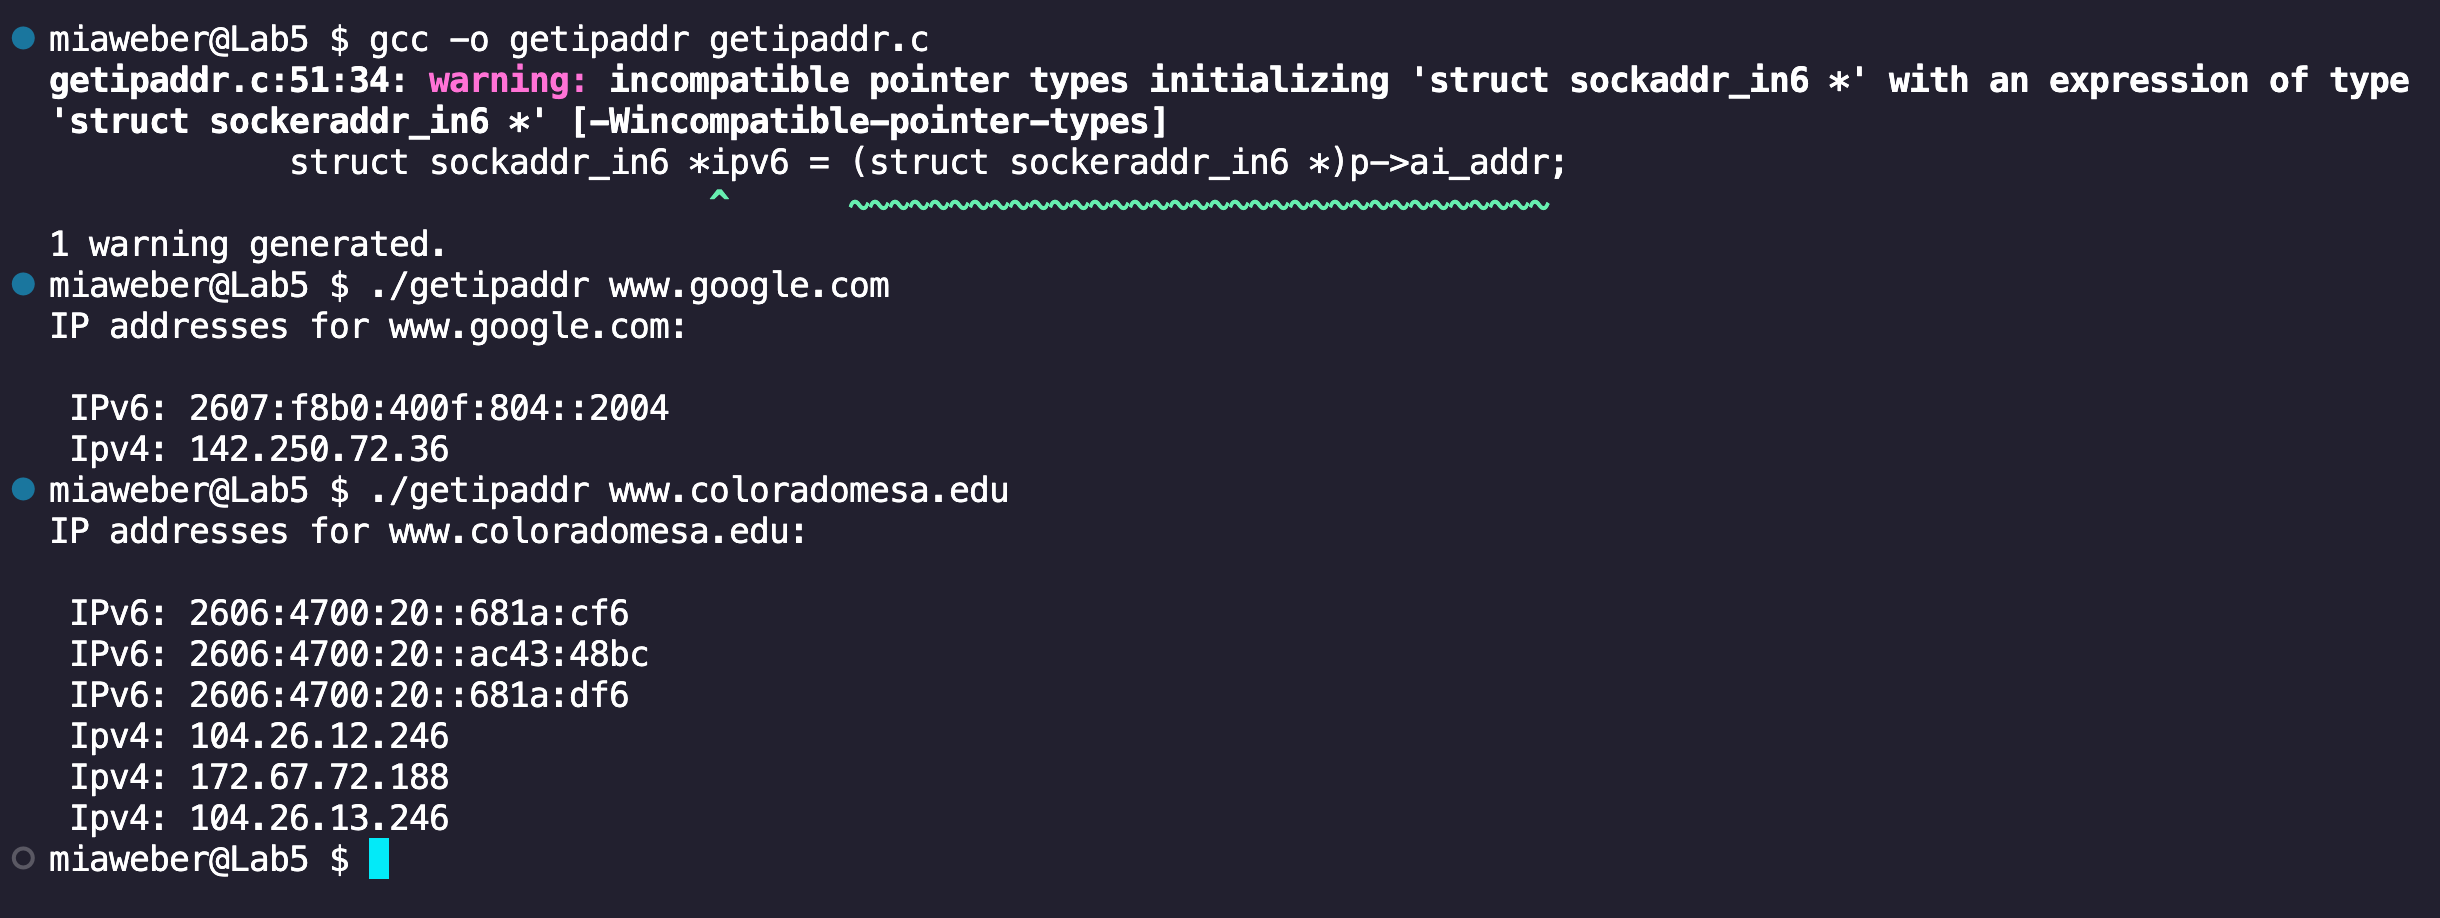 miaweber@Lab5 $ gcc -o getipaddr getipaddr.c
getipaddr.c:51:34: warning: incompatible pointer types initializing 'struct sockaddr_in6 *' with an expression of type
'struct sockeraddr_in6 *' [-Wincompatible-pointer-types]
            struct sockaddr_in6 *ipv6 = (struct sockeraddr_in6 *)p->ai_addr;
                                 ^      ~~~~~~~~~~~~~~~~~~~~~~~~~~~~~~~~~~~
1 warning generated.
miaweber@Lab5 $ ./getipaddr www.google.com
IP addresses for www.google.com:

 IPv6: 2607:f8b0:400f:804::2004
 Ipv4: 142.250.72.36
miaweber@Lab5 $ ./getipaddr www.coloradomesa.edu
IP addresses for www.coloradomesa.edu:

 IPv6: 2606:4700:20::681a:cf6
 IPv6: 2606:4700:20::ac43:48bc
 IPv6: 2606:4700:20::681a:df6
 Ipv4: 104.26.12.246
 Ipv4: 172.67.72.188
 Ipv4: 104.26.13.246
miaweber@Lab5 $